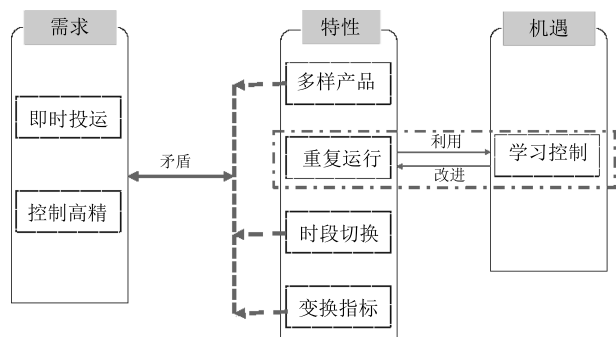 需求
特性
机遇
多样产品
即时投运
矛盾
重复运行
利用
改进
学习控制
控制高精
时段切换
变换指标